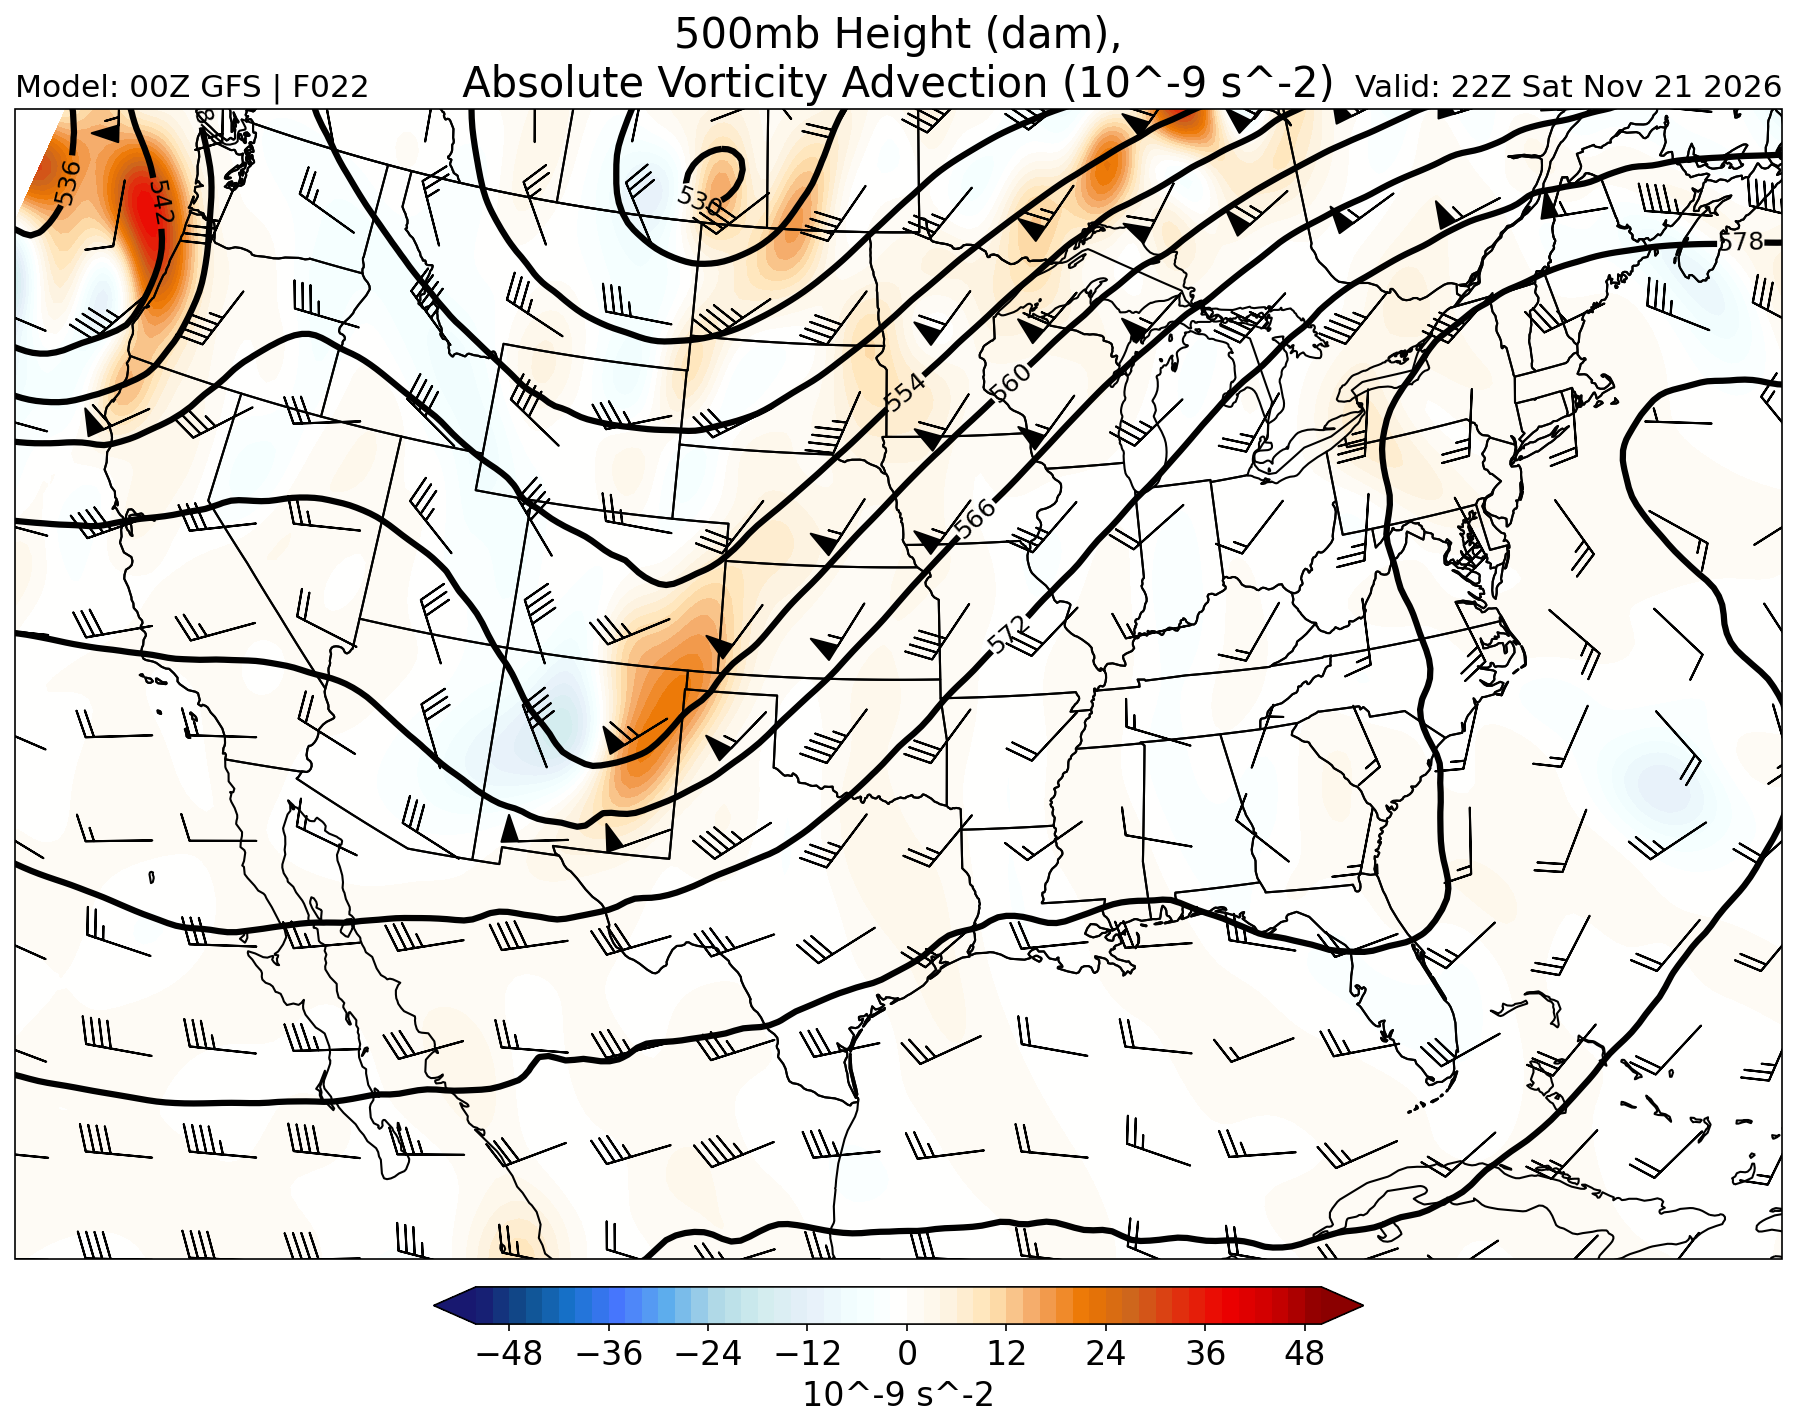 500mb Height (dam),
Absolute Vorticity Advection (10^-9 s^-2)
Model: 00Z GFS | F022
Valid: 22Z Sat Nov 21 2026
536
542
530
578
554
560
566
572
−48 −36 −24 −12 0 12 24 36 48
10^-9 s^-2